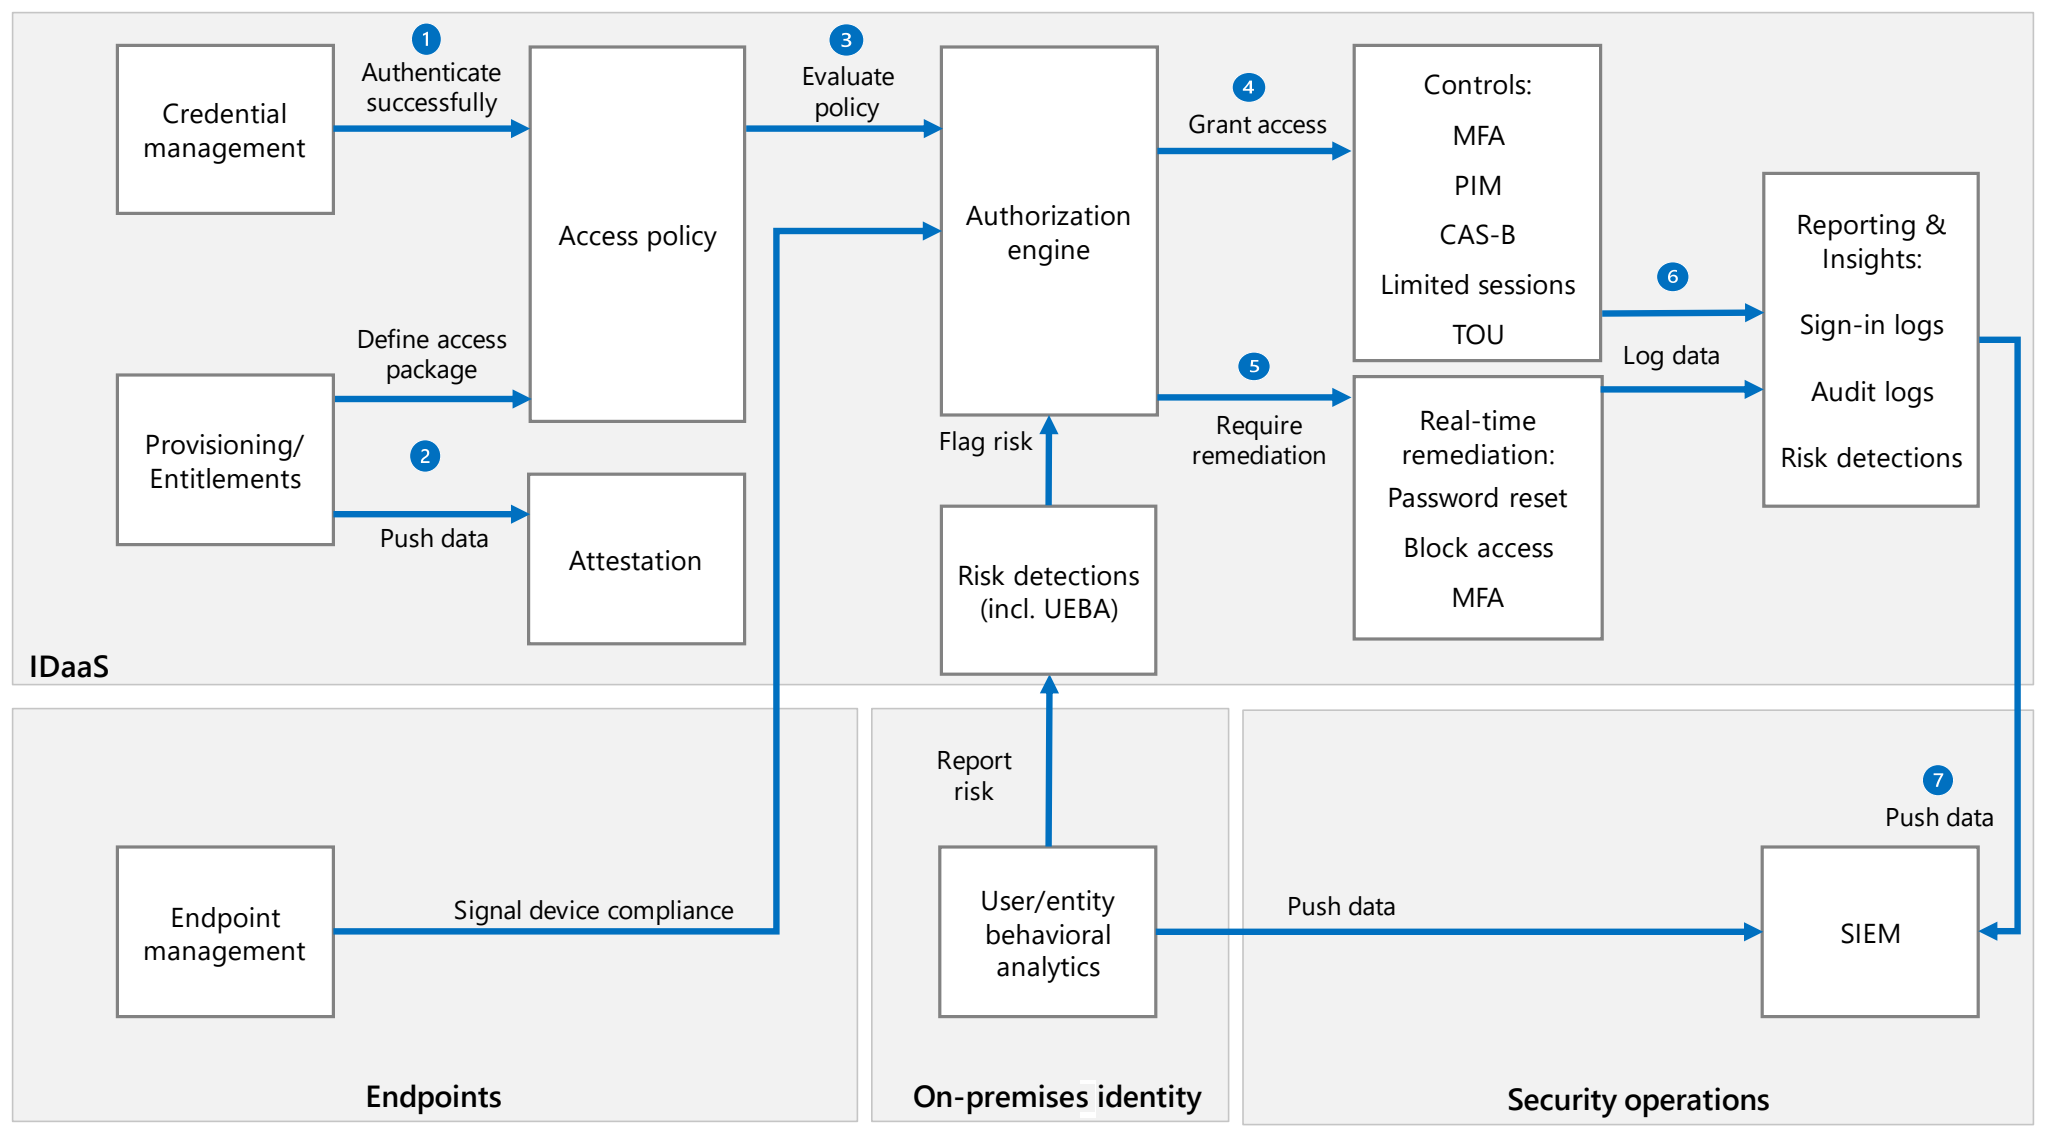 1
Authenticate
successfully
Credential
management
Access policy
3
Evaluate
policy
Authorization
engine
4
Grant access
Controls:
MFA
PIM
CAS-B
Limited sessions
TOU
6
Log data
Reporting &
Insights:
Sign-in logs
Audit logs
Risk detections
Define access
package
Provisioning/
Entitlements
2
Push data
Attestation
Flag risk
5
Require
remediation
Real-time
remediation:
Password reset
Block access
MFA
Risk detections
(incl. UEBA)
IDaaS
Report
risk
7
Push data
Endpoint
management
Signal device compliance
User/entity
behavioral
analytics
Push data
SIEM
Endpoints
On-premises identity
Security operations